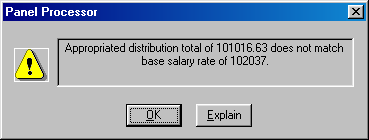 Panel Processor
Appropriated distribution total of 101016.63 does not match
base salary rate of 102037.
OK
Explain